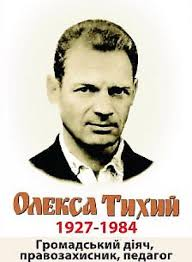 Олекса Тихий
1927-1984
Громадський діяч,
правозахисник, педагог